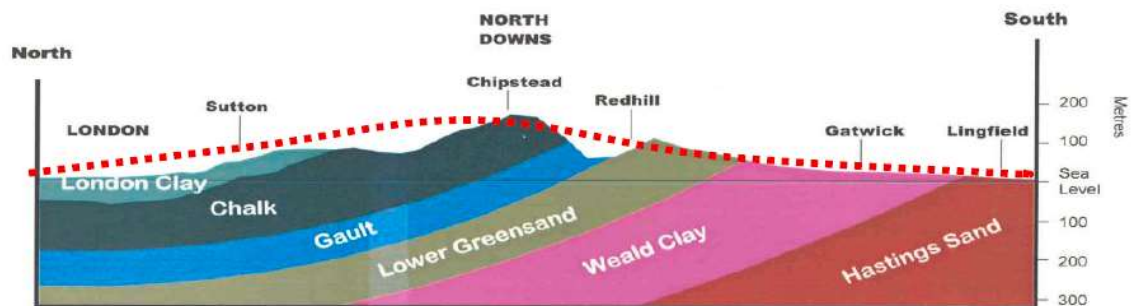 North
NORTH
DOWNS
South
Sutton
Chipstead
Redhill
LONDON
Gatwick
Lingfield
200
100
Sea
Level
100
200
300
Metres
London Clay
Chalk
Gault
Lower Greensand
Weald Clay
Hastings Sand